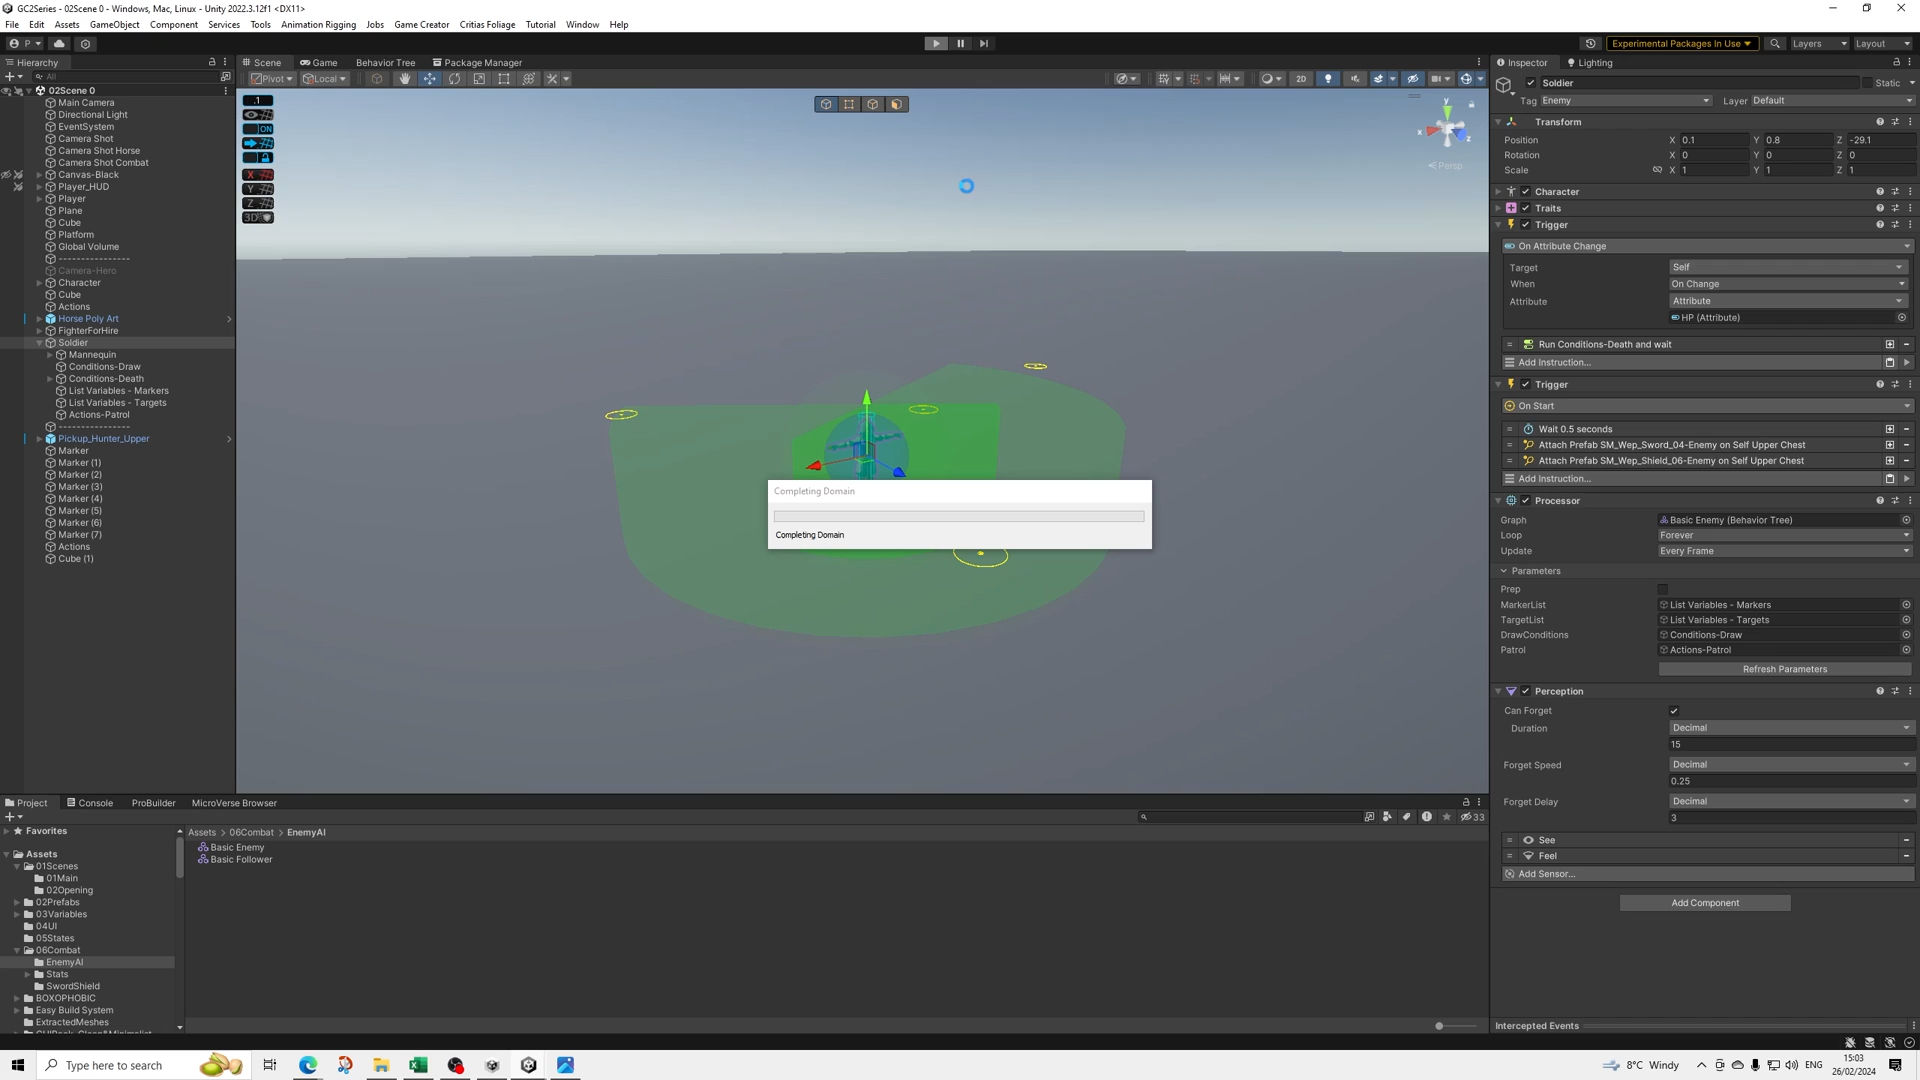 GC2Series - 02Scene 0 - Windows, Mac, Linux - Unity 2022.3.12f1 <DX11>
File Edit Assets GameObject Component Services Tools Animation Rigging Jobs Game Creator Critias Foliage Tutorial Window Help
P Experimental Packages In Use Layers Layout
Hierarchy
All
02Scene 0
Main Camera
Directional Light
EventSystem
Camera Shot
Camera Shot Horse
Camera Shot Combat
Canvas-Black
Player_HUD
Player
Plane
Cube
Platform
Global Volume
----------------
Camera-Hero
Character
Cube
Actions
Horse Poly Art
FighterForHire
Soldier
Mannequin
Conditions-Draw
Conditions-Death
List Variables - Markers
List Variables - Targets
Actions-Patrol
----------------
Pickup_Hunter_Upper
Marker
Marker (1)
Marker (2)
Marker (3)
Marker (4)
Marker (5)
Marker (6)
Marker (7)
Actions
Cube (1)
Scene Game Behavior Tree Package Manager
Pivot Local 2D
.1
ON
X
Y
Z
3D
y
x
z
Persp
Completing Domain
Completing Domain
Inspector Lighting
Soldier Static
Tag Enemy Layer Default
Transform
Position X 0.1 Y 0.8 Z -29.1
Rotation X 0 Y 0 Z 0
Scale X 1 Y 1 Z 1
Character
Traits
Trigger
On Attribute Change
Target Self
When On Change
Attribute Attribute
HP (Attribute)
Run Conditions-Death and wait
Add Instruction...
Trigger
On Start
Wait 0.5 seconds
Attach Prefab SM_Wep_Sword_04-Enemy on Self Upper Chest
Attach Prefab SM_Wep_Shield_06-Enemy on Self Upper Chest
Add Instruction...
Processor
Graph Basic Enemy (Behavior Tree)
Loop Forever
Update Every Frame
Parameters
Prep
MarkerList List Variables - Markers
TargetList List Variables - Targets
DrawConditions Conditions-Draw
Patrol Actions-Patrol
Refresh Parameters
Perception
Can Forget
Duration Decimal
15
Forget Speed Decimal
0.25
Forget Delay Decimal
3
See
Feel
Add Sensor...
Add Component
Intercepted Events
Project Console ProBuilder MicroVerse Browser
33
Favorites
Assets
01Scenes
01Main
02Opening
02Prefabs
03Variables
04UI
05States
06Combat
EnemyAI
Stats
SwordShield
BOXOPHOBIC
Easy Build System
ExtractedMeshes
Assets > 06Combat > EnemyAI
Basic Enemy
Basic Follower
Type here to search
8°C Windy
ENG
15:03
26/02/2024